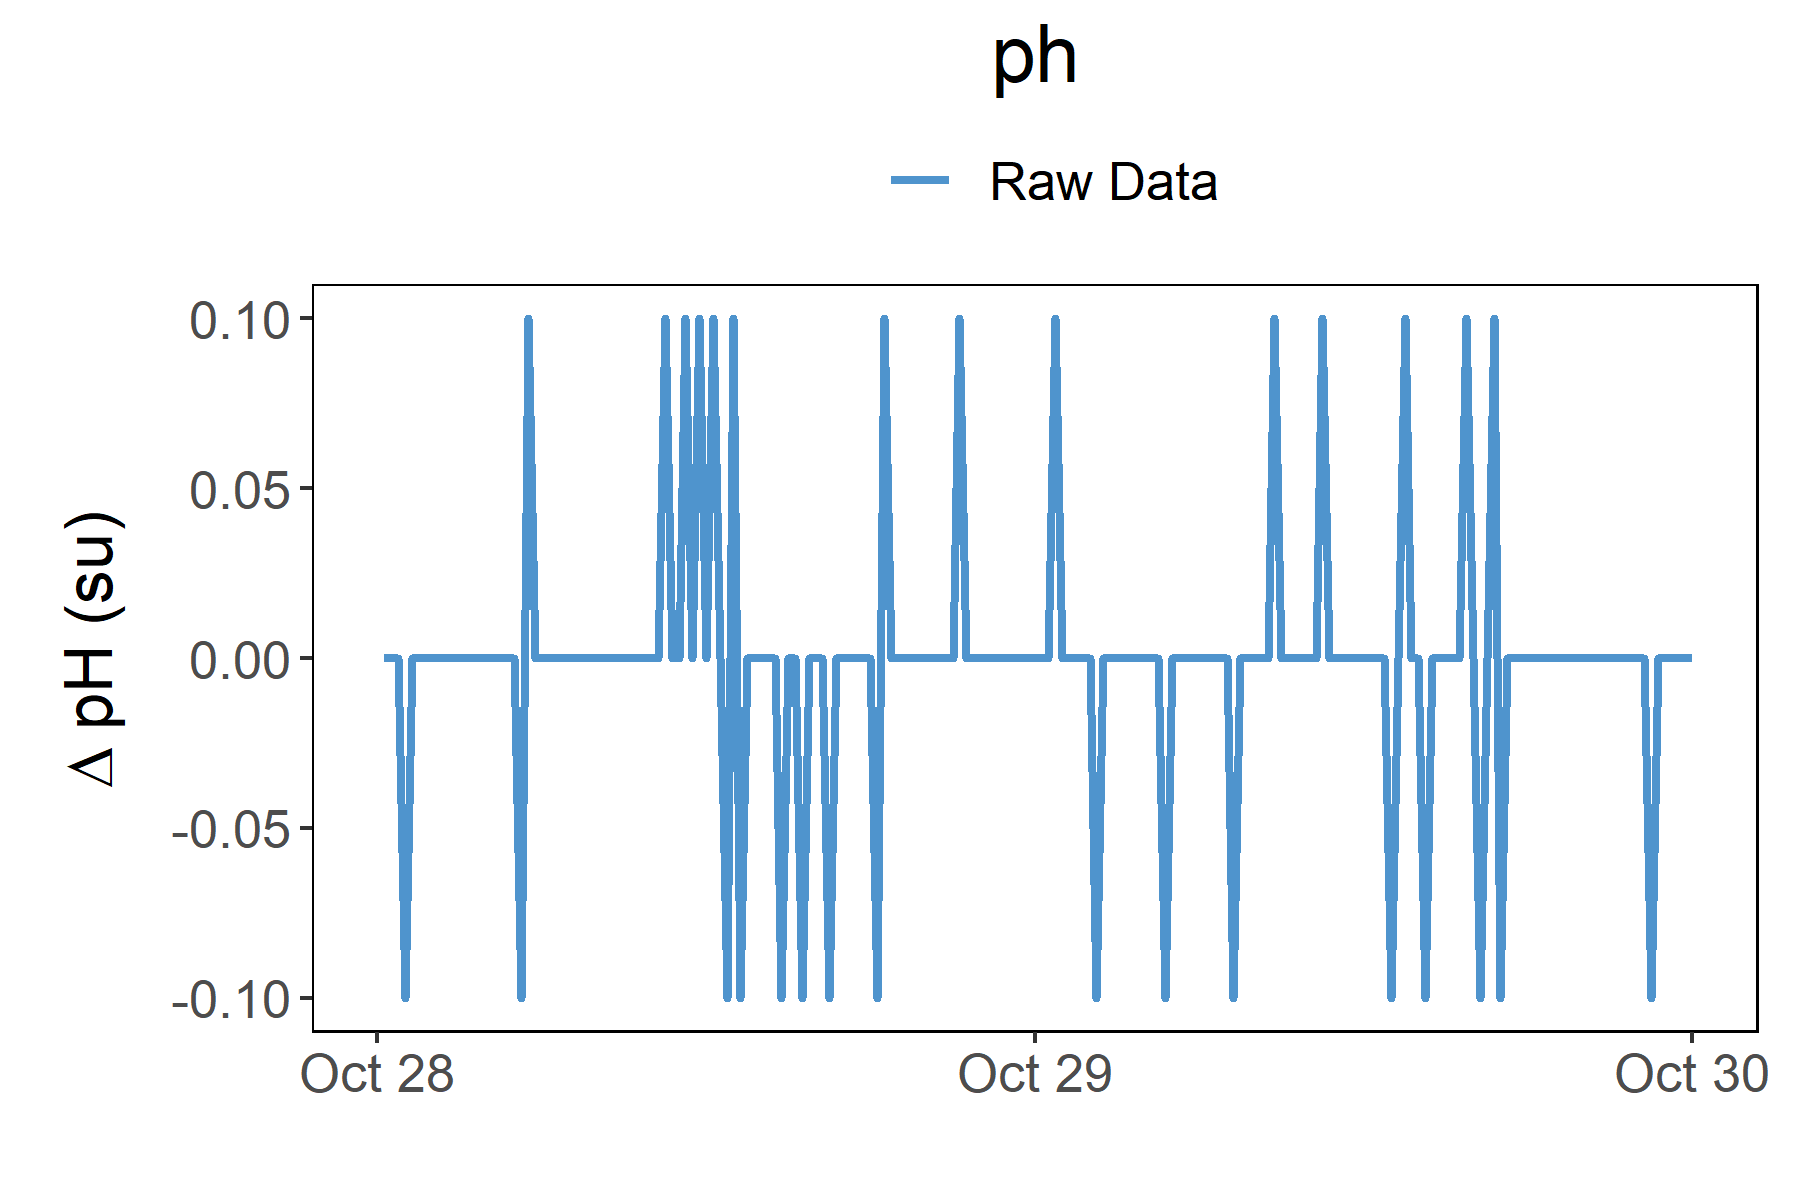 ph
Raw Data
Δ pH (su)
0.10
0.05
0.00
-0.05
-0.10
Oct 28
Oct 29
Oct 30